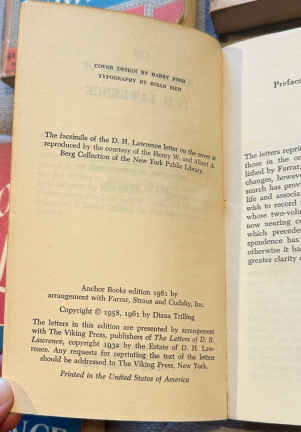 COVER DESIGN BY HARRY FORD
TYPOGRAPHY BY SUSAN SIEN
The facsimile of the D. H. Lawrence letter on the cover is
reproduced by the courtesy of the Henry W. and Albert A.
Berg Collection of the New York Public Library.
Anchor Books edition 1961 by
arrangement with Farrar, Straus and Cudahy, Inc.
Copyright © 1958, 1961 by Diana Trilling
The letters in this edition are presented by arrangement
with The Viking Press, publishers of The Letters of D. H.
Lawrence, copyright 1932 by the Estate of D. H. Law-
rence. Any requests for reprinting the text of the letters
should be addressed to The Viking Press, New York.
Printed in the United States of America
Preface
The letters repri
those in the or
lished by Farrar,
changes, howeve
search has prov
life and associa
wish to record
whose two-volum
now nearing co
which precede
spondence has
otherwise it ha
greater clarity